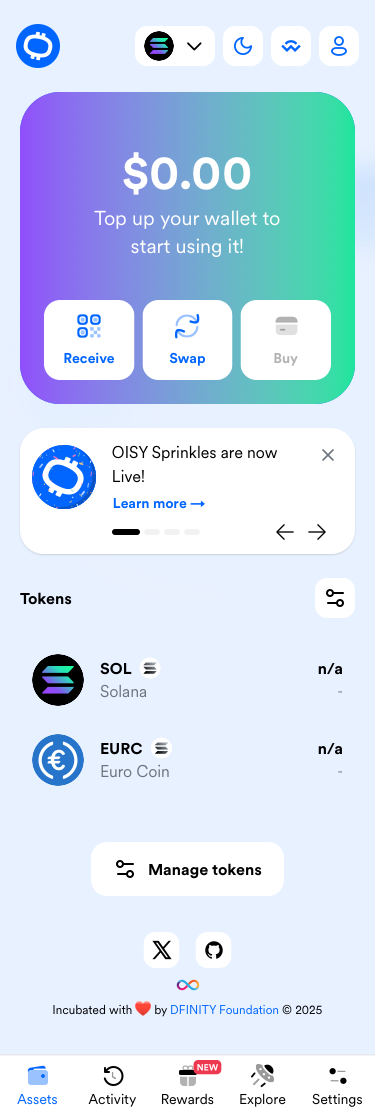 $0.00
Top up your wallet to
start using it!
Receive
Swap
Buy
OISY Sprinkles are now
Live!
Learn more →
Tokens
SOL
n/a
Solana
-
EURC
n/a
Euro Coin
-
Manage tokens
Incubated with ❤️ by DFINITY Foundation © 2025
NEW
Assets
Activity
Rewards
Explore
Settings